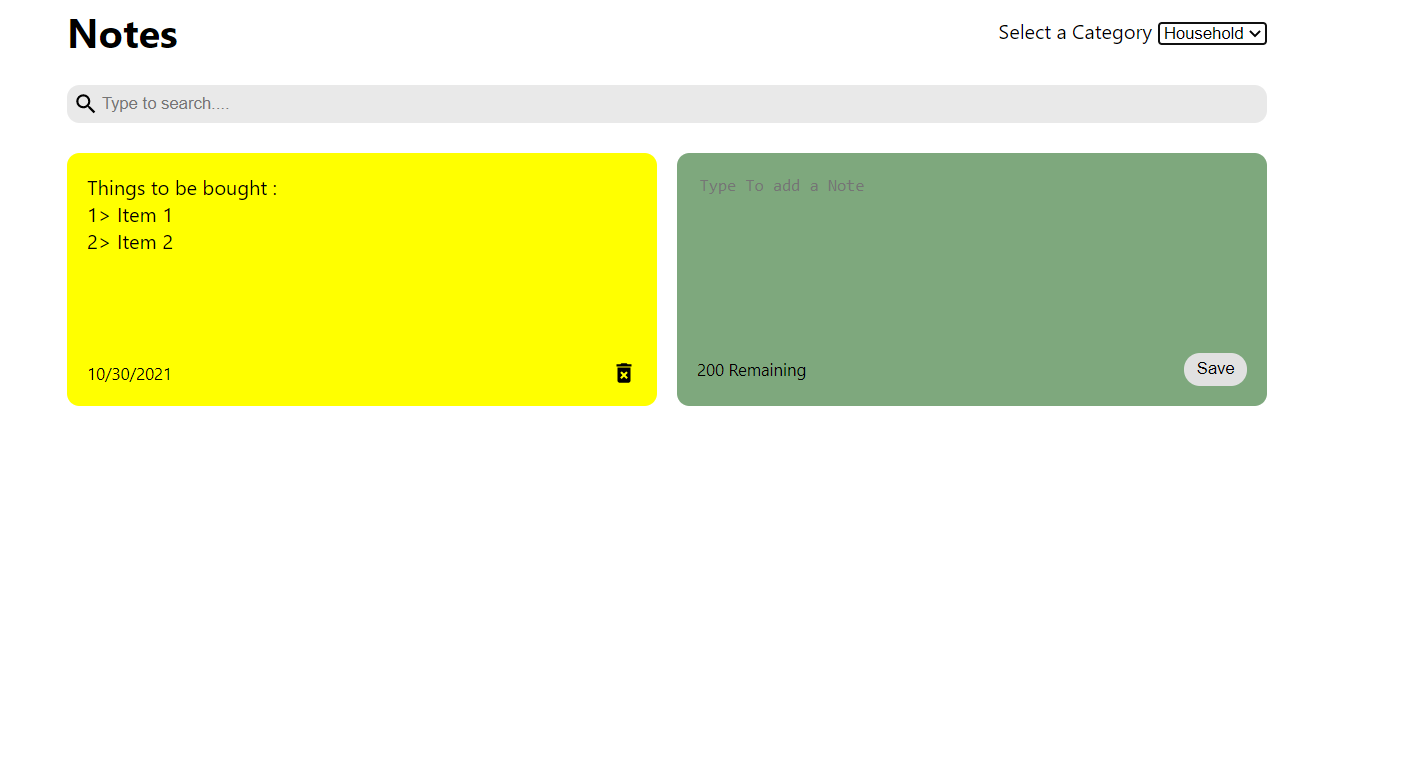 Notes
Select a Category Household
Type to search....
Things to be bought :
1> Item 1
2> Item 2
10/30/2021
Type To add a Note
200 Remaining
Save